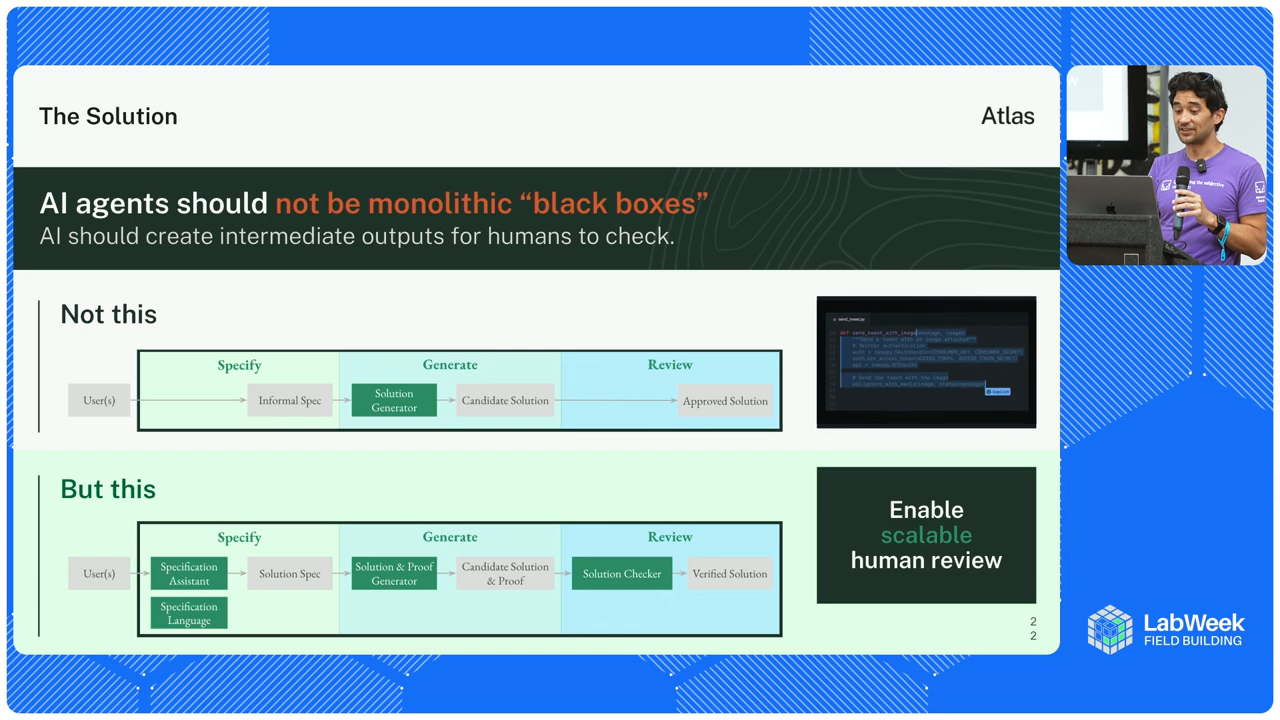 The Solution
Atlas
AI agents should not be monolithic “black boxes”
AI should create intermediate outputs for humans to check.
Not this
Specify
Generate
Review
User(s)
Informal Spec
Solution
Generator
Candidate Solution
Approved Solution
send_tweet.py
But this
Specify
Generate
Review
User(s)
Specification
Assistant
Solution Spec
Solution & Proof
Generator
Candidate Solution
& Proof
Solution Checker
Verified Solution
Specification
Language
Enable
scalable
human review
2
2
LabWeek
FIELD BUILDING